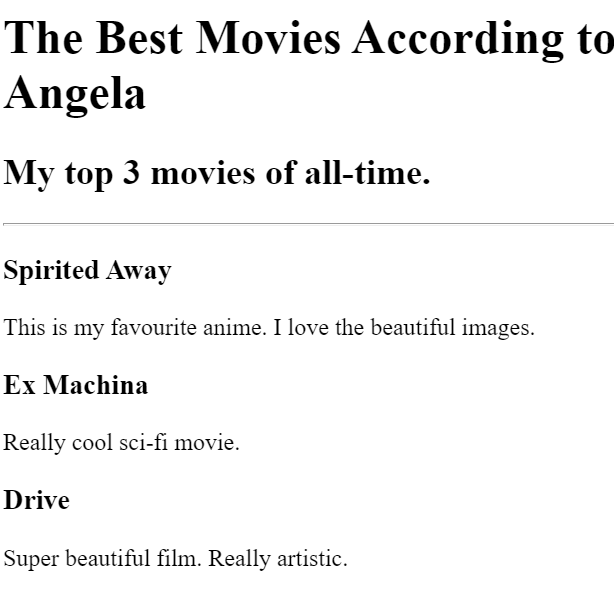 The Best Movies According to
Angela
My top 3 movies of all-time.
Spirited Away
This is my favourite anime. I love the beautiful images.
Ex Machina
Really cool sci-fi movie.
Drive
Super beautiful film. Really artistic.